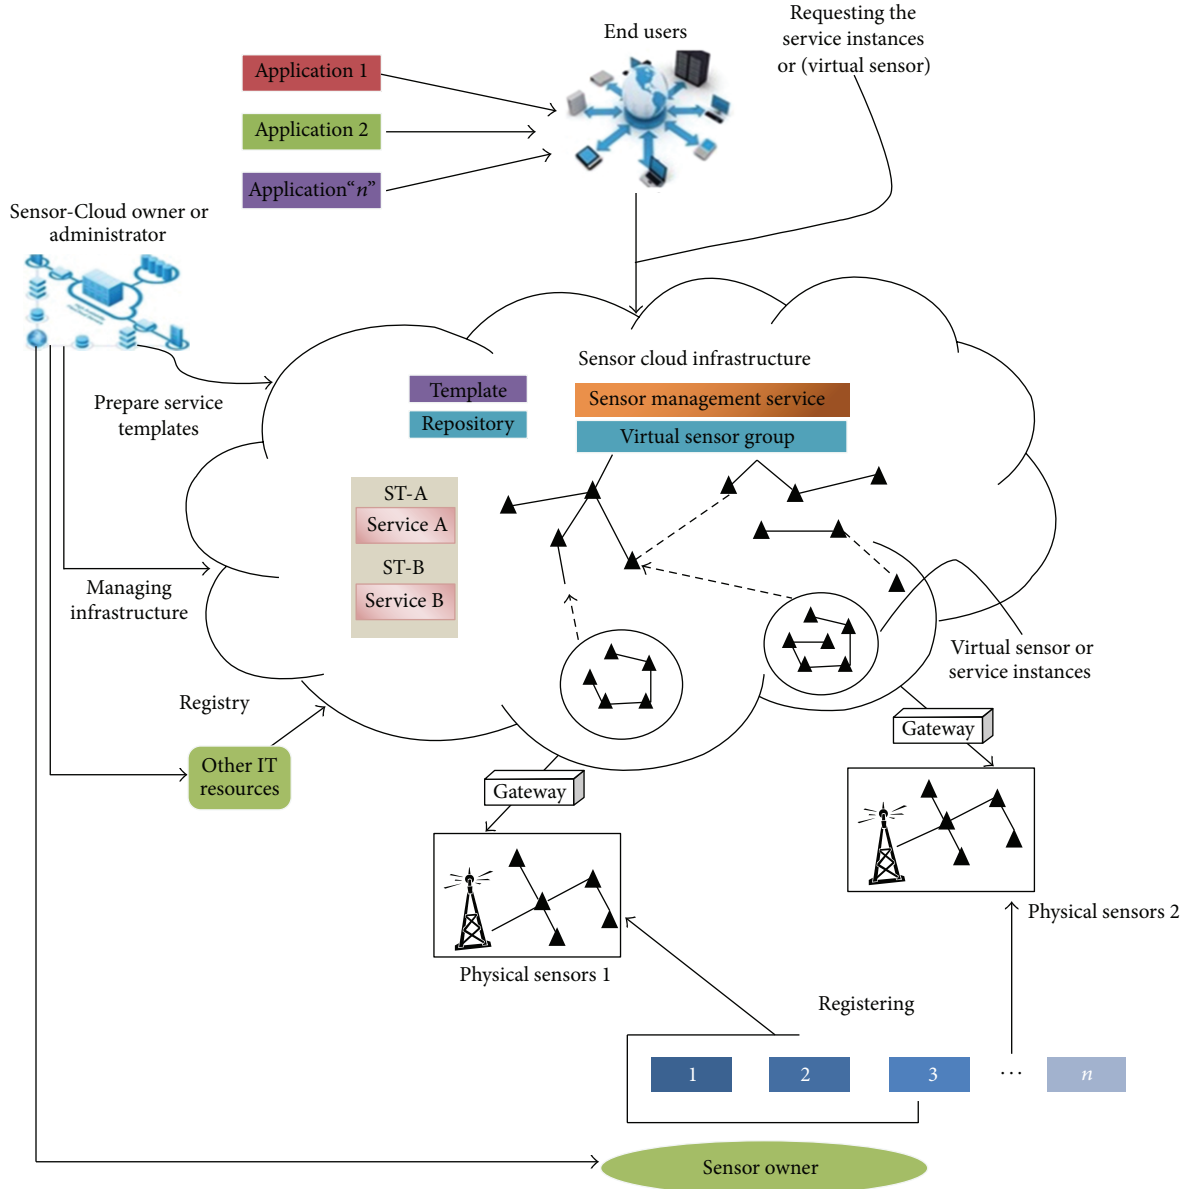 End users
Requesting the
service instances
or (virtual sensor)
Application 1
Application 2
Application“n”
Sensor-Cloud owner or
administrator
Sensor cloud infrastructure
Template
Repository
Sensor management service
Virtual sensor group
Prepare service
templates
ST-A
Service A
ST-B
Service B
Managing
infrastructure
Virtual sensor or
service instances
Registry
Other IT
resources
Gateway
Gateway
Physical sensors 2
Physical sensors 1
Registering
1
2
3
...
n
Sensor owner